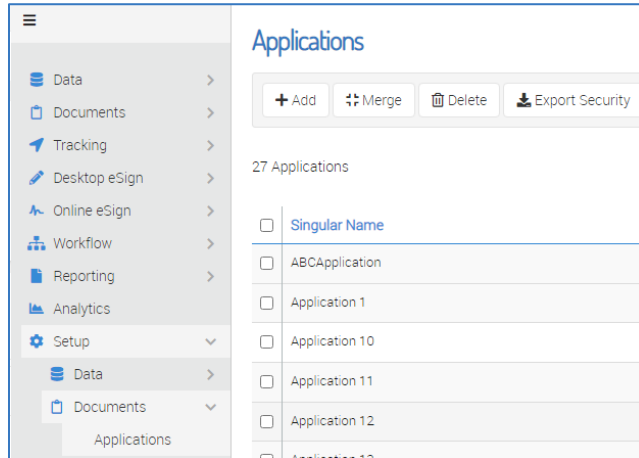 Data
Documents
Tracking
Desktop eSign
Online eSign
Workflow
Reporting
Analytics
Setup
Data
Documents
Applications
Applications
Add
Merge
Delete
Export Security
27 Applications
Singular Name
ABCApplication
Application 1
Application 10
Application 11
Application 12